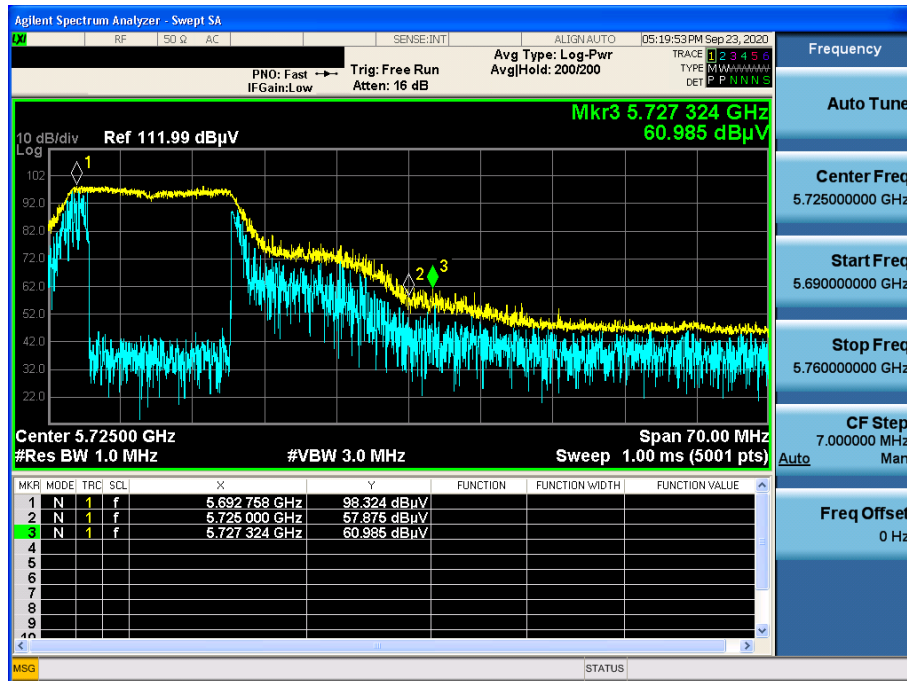 Agilent Spectrum Analyzer - Swept SA
LXI RF 50 Ω AC SENSE:INT ALIGN AUTO 05:19:53 PM Sep 23, 2020
Frequency
PNO: Fast Trig: Free Run Avg Type: Log-Pwr TRACE 1 2 3 4 5 6
IFGain:Low Atten: 16 dB Avg|Hold: 200/200 TYPE MWWWWW
DET P P N N N S
Auto Tune
Mkr3 5.727 324 GHz
60.985 dBµV
10 dB/div Ref 111.99 dBµV
Log
102
92.0
82.0
72.0
62.0
52.0
42.0
32.0
22.0
1
2
3
Center 5.72500 GHz Span 70.00 MHz
#Res BW 1.0 MHz #VBW 3.0 MHz Sweep 1.00 ms (5001 pts)
Center Freq
5.725000000 GHz
Start Freq
5.690000000 GHz
Stop Freq
5.760000000 GHz
CF Step
7.000000 MHz
Auto Man
Freq Offset
0 Hz
MKR MODE TRC SCL X Y FUNCTION FUNCTION WIDTH FUNCTION VALUE
1 N 1 f 5.692 758 GHz 98.324 dBµV
2 N 1 f 5.725 000 GHz 57.875 dBµV
3 N 1 f 5.727 324 GHz 60.985 dBµV
4
5
6
7
8
9
10
MSG STATUS